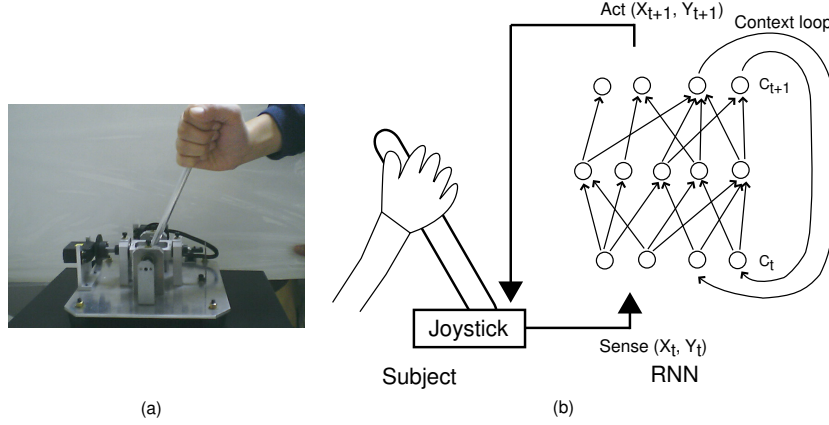 Act (Xt+1, Yt+1)
Context loop
Ct+1
Ct
Joystick
Sense (Xt, Yt)
Subject
RNN
(a)
(b)